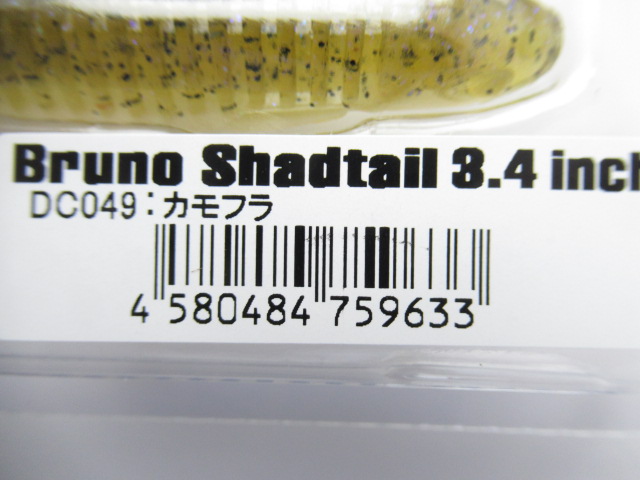 Bruno Shadtail 3.4 inch
DC049:カモフラ
4 580484 759633